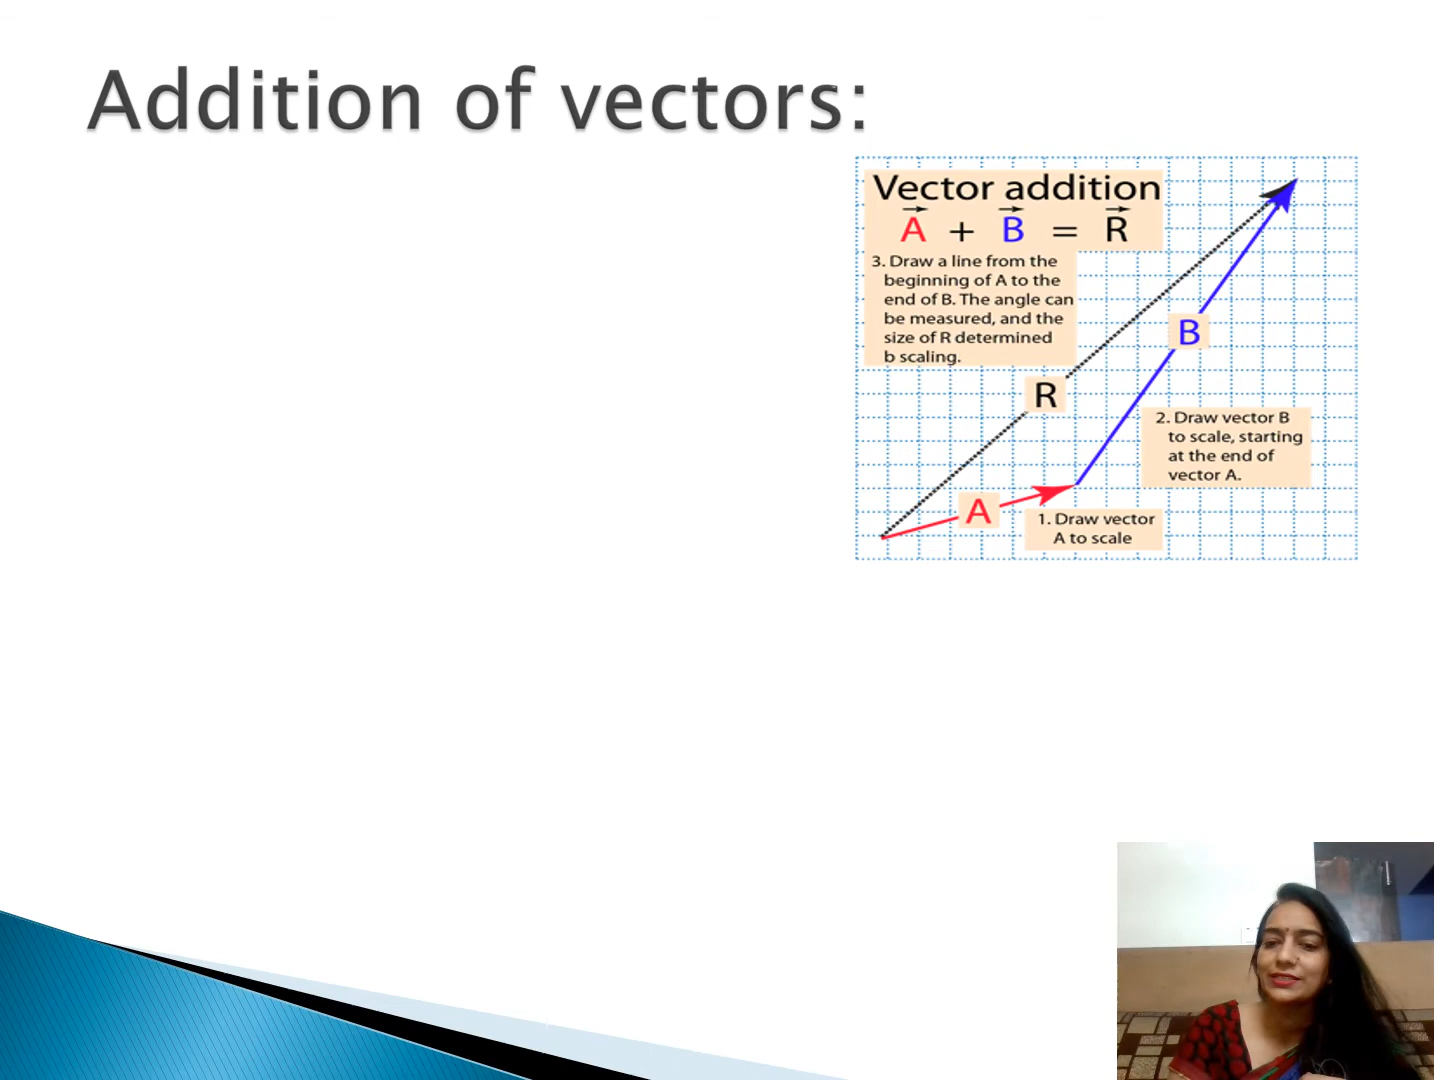 Addition of vectors:
Vector addition
A + B = R
3. Draw a line from the
beginning of A to the
end of B. The angle can
be measured, and the
size of R determined
b scaling.
B
R
2. Draw vector B
to scale, starting
at the end of
vector A.
A
1. Draw vector
A to scale